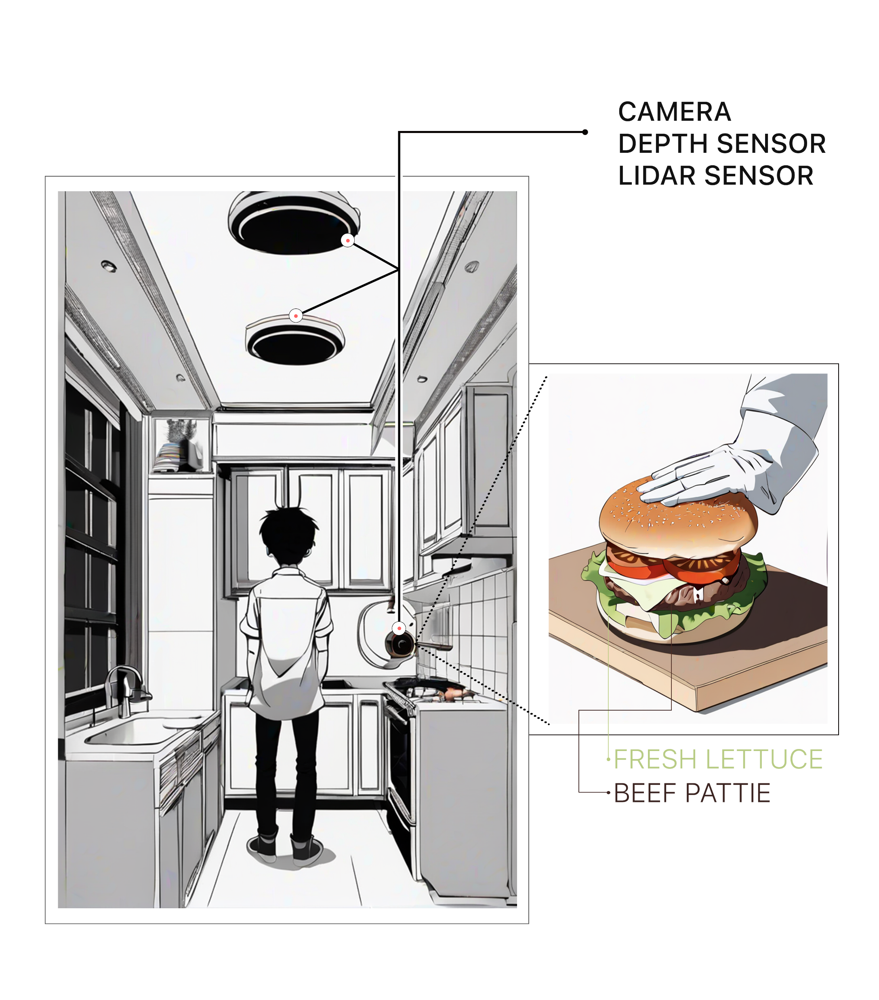 CAMERA
DEPTH SENSOR
LIDAR SENSOR
FRESH LETTUCE
BEEF PATTIE